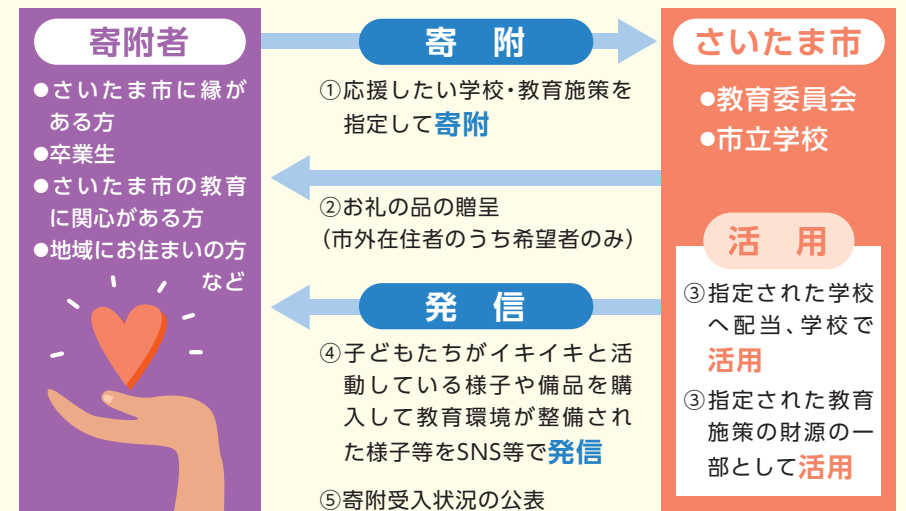 寄附者
●さいたま市に縁が
ある方
●卒業生
●さいたま市の教育
に関心がある方
●地域にお住まいの方
など
寄　附
①応援したい学校・教育施策を
指定して寄附
②お礼の品の贈呈
（市外在住者のうち希望者のみ）
発　信
④子どもたちがイキイキと活
動している様子や備品を購
入して教育環境が整備され
た様子等をSNS等で発信
⑤寄附受入状況の公表
さいたま市
●教育委員会
●市立学校
活　用
③指定された学校
へ配当、学校で
活用
③指定された教育
施策の財源の一
部として活用